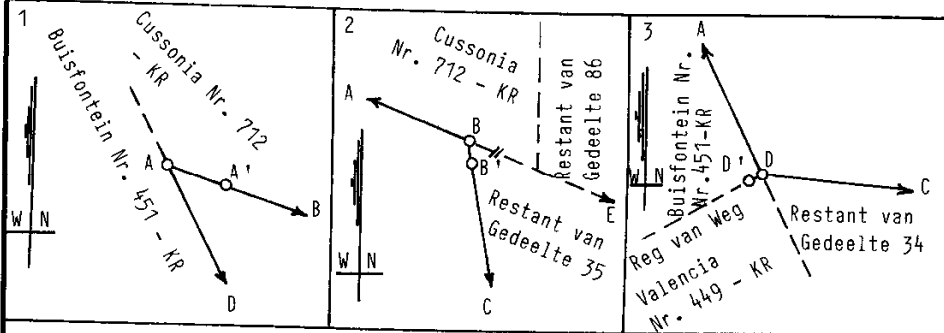 1
Cussonia Nr. 712
- KR
Buisfontein Nr. 451 - KR
A
A'
B
D
W N
2
Cussonia
Nr. 712 - KR
Restant van
Gedeelte 86
A
B
B'
E
Restant van
Gedeelte 35
C
W N
3
A
Buisfontein Nr.
Nr.451-KR
D'
D
C
W N
Reg van Weg
Valencia
Nr. 449 - KR
Restant van
Gedeelte 34